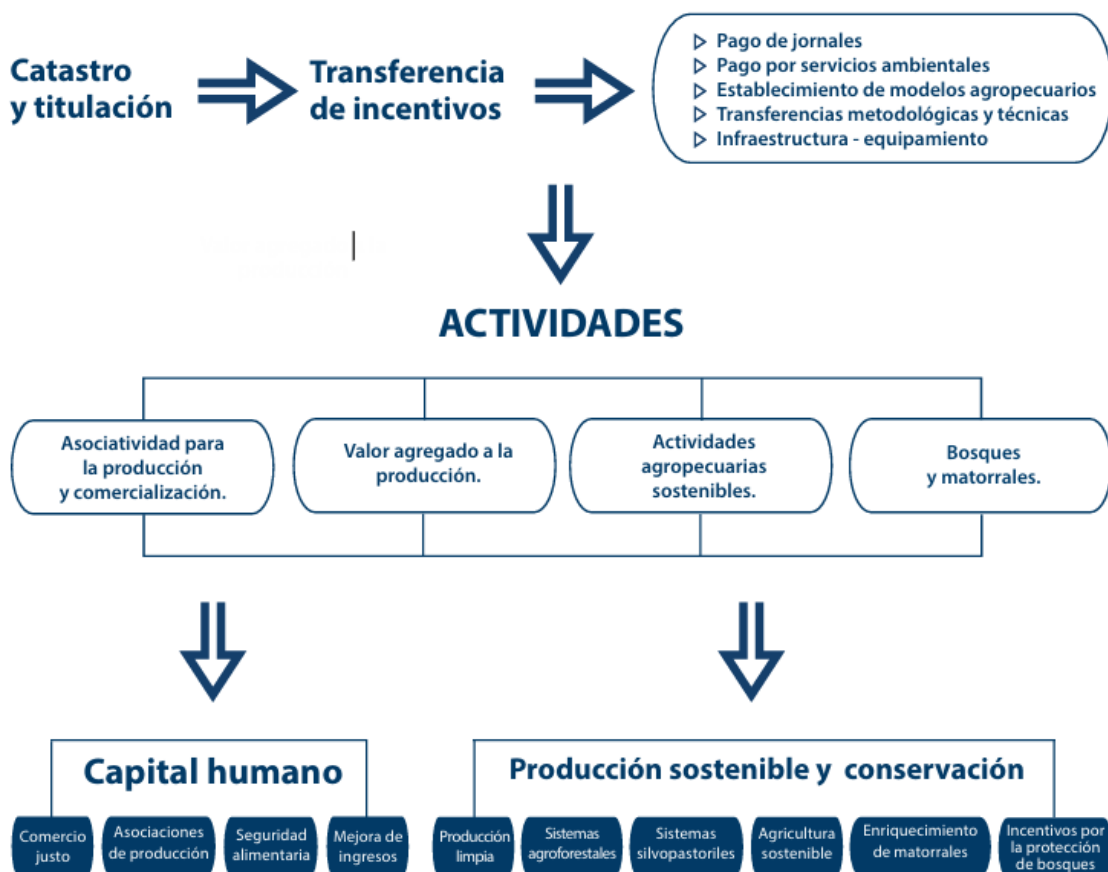 Catastro
y titulación
Transferencia
de incentivos
Pago de jornales
Pago por servicios ambientales
Establecimiento de modelos agropecuarios
Transferencias metodológicas y técnicas
Infraestructura - equipamiento
ACTIVIDADES
Asociatividad para
la producción
y comercialización.
Valor agregado a la
producción.
Actividades
agropecuarias
sostenibles.
Bosques
y matorrales.
Capital humano
Comercio
justo
Asociaciones
de producción
Seguridad
alimentaria
Mejora de
ingresos
Producción sostenible y conservación
Producción
limpia
Sistemas
agroforestales
Sistemas
silvopastoriles
Agricultura
sostenible
Enriquecimiento
de matorrales
Incentivos por
la protección
de bosques